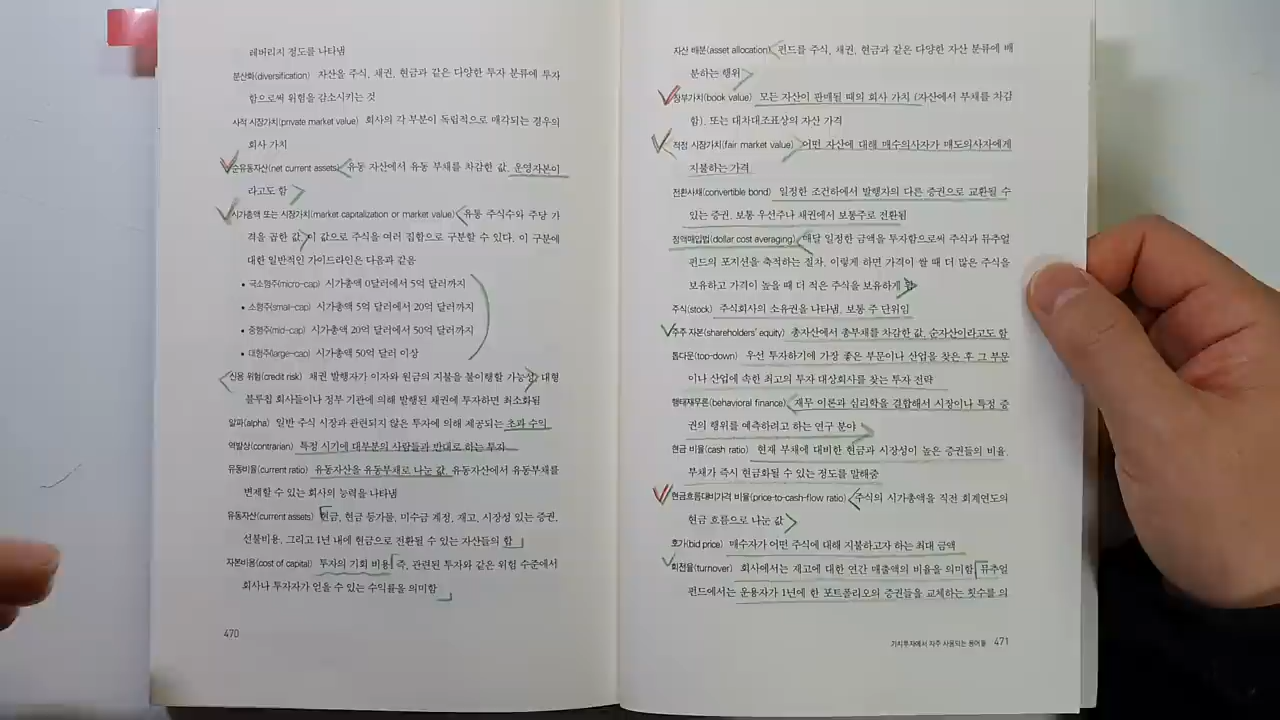 레버리지 정도를 나타냄
분산화(diversification) 자산을 주식, 채권, 현금과 같은 다양한 투자 분류에 투자
함으로써 위험을 감소시키는 것
사적 시장가치(private market value) 회사의 각 부분이 독립적으로 매각되는 경우의
회사 가치
순유동자산(net current assets) 유동 자산에서 유동 부채를 차감한 값. 운영자본이
라고도 함
시가총액 또는 시장가치(market capitalization or market value) 유통 주식수와 주당 가
격을 곱한 값. 이 값으로 주식을 여러 집합으로 구분할 수 있다. 이 구분에
대한 일반적인 가이드라인은 다음과 같음
• 극소형주(micro-cap) 시가총액 0달러에서 5억 달러까지
• 소형주(small-cap) 시가총액 5억 달러에서 20억 달러까지
• 중형주(mid-cap) 시가총액 20억 달러에서 50억 달러까지
• 대형주(large-cap) 시가총액 50억 달러 이상
신용 위험(credit risk) 채권 발행자가 이자와 원금의 지불을 불이행할 가능성. 대형
블루칩 회사들이나 정부 기관에 의해 발행된 채권에 투자하면 최소화됨
알파(alpha) 일반 주식 시장과 관련되지 않은 투자에 의해 제공되는 초과 수익
역발상(contrarian) 특정 시기에 대부분의 사람들과 반대로 하는 투자
유동비율(current ratio) 유동자산을 유동부채로 나눈 값. 유동자산에서 유동부채를
변제할 수 있는 회사의 능력을 나타냄
유동자산(current assets) 현금, 현금 등가물, 미수금 계정, 재고, 시장성 있는 증권,
선물비용, 그리고 1년 내에 현금으로 전환될 수 있는 자산들의 합
자본비용(cost of capital) 투자의 기회 비용. 즉, 관련된 투자와 같은 위험 수준에서
회사나 투자자가 얻을 수 있는 수익률을 의미함
470
자산 배분(asset allocation) 펀드를 주식, 채권, 현금과 같은 다양한 자산 분류에 배
분하는 행위
장부가치(book value) 모든 자산이 판매될 때의 회사 가치 (자산에서 부채를 차감
함). 또는 대차대조표상의 자산 가격
적정 시장가치(fair market value) 어떤 자산에 대해 매수의사자가 매도의사자에게
지불하는 가격
전환사채(convertible bond) 일정한 조건하에서 발행자의 다른 증권으로 교환될 수
있는 증권. 보통 우선주나 채권에서 보통주로 전환됨
정액매입법(dollar cost averaging) 매달 일정한 금액을 투자함으로써 주식과 뮤추얼
펀드의 포지션을 축적하는 절차. 이렇게 하면 가격이 쌀 때 더 많은 주식을
보유하고 가격이 높을 때 더 적은 주식을 보유하게 됨
주식(stock) 주식회사의 소유권을 나타냄. 보통 주 단위임
주주 자본(shareholders' equity) 총자산에서 총부채를 차감한 값. 순자산이라고도 함
톱다운(top-down) 우선 투자하기에 가장 좋은 부문이나 산업을 찾은 후 그 부문
이나 산업에 속한 최고의 투자 대상회사를 찾는 투자 전략
행태재무론(behavioral finance) 재무 이론과 심리학을 결합해서 시장이나 특정 증
권의 행위를 예측하려고 하는 연구 분야
현금 비율(cash ratio) 현재 부채에 대비한 현금과 시장성이 높은 증권들의 비율.
부채가 즉시 현금화될 수 있는 정도를 말해줌
현금흐름대비가격 비율(price-to-cash-flow ratio) 주식의 시가총액을 직전 회계연도의
현금 흐름으로 나눈 값
호가(bid price) 매수자가 어떤 주식에 대해 지불하고자 하는 최대 금액
회전율(turnover) 회사에서는 재고에 대한 연간 매출액의 비율을 의미함. 뮤추얼
펀드에서는 운용자가 1년에 한 포트폴리오의 증권들을 교체하는 횟수를 의
가치투자에서 자주 사용되는 용어들 471